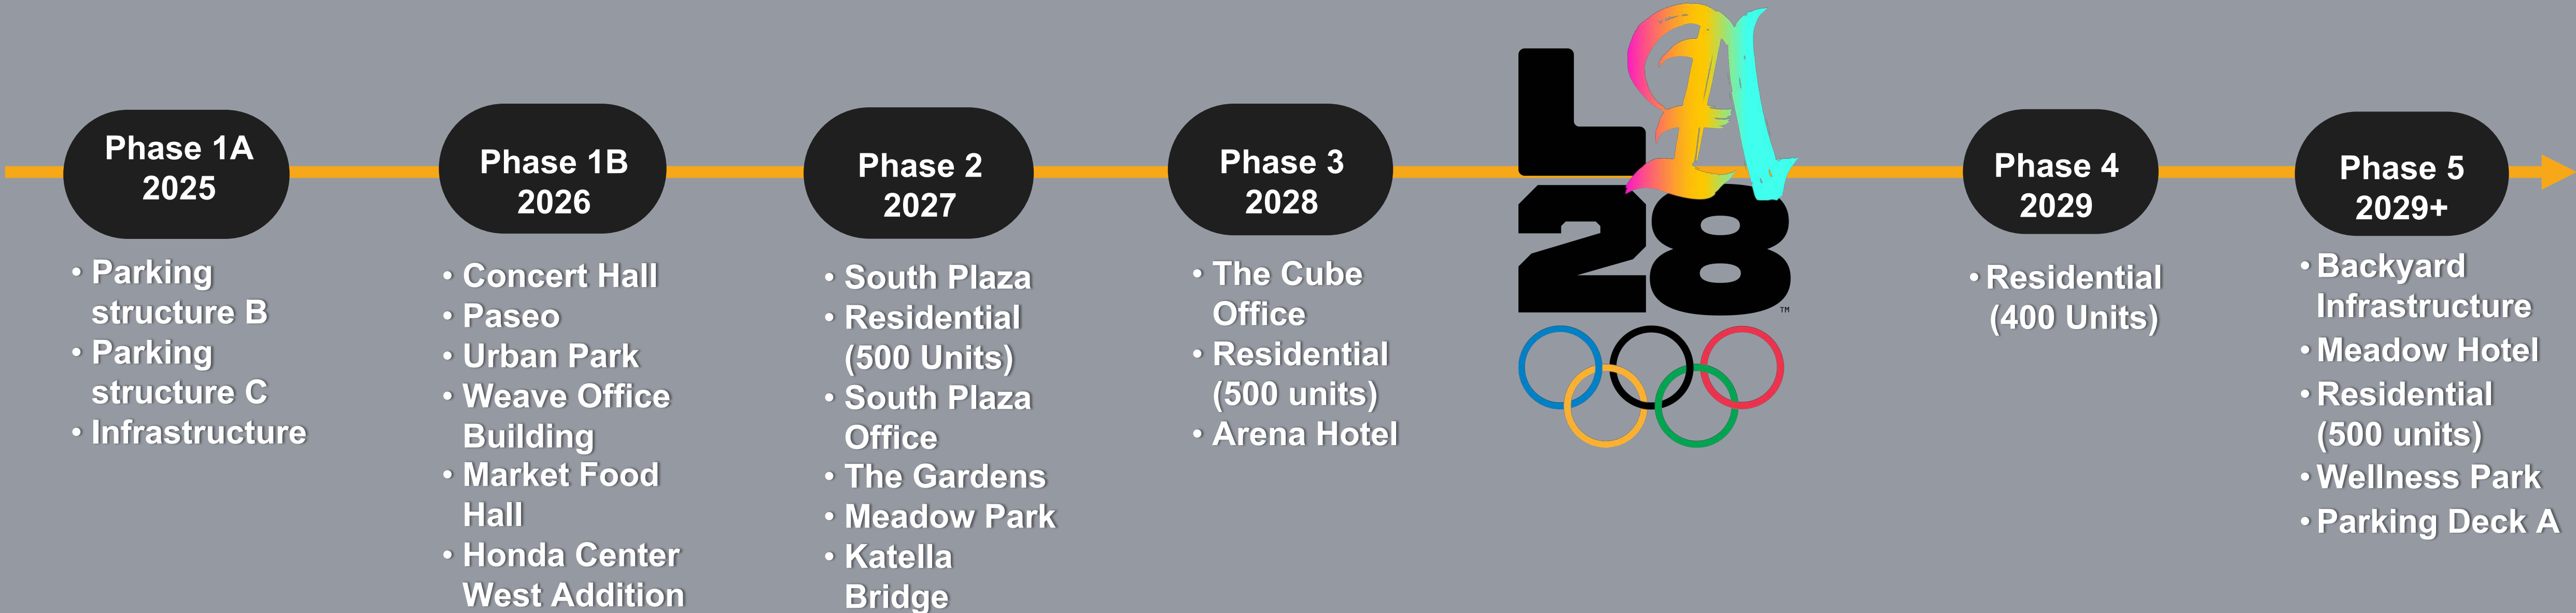 Phase 1A
2025
• Parking
structure B
• Parking
structure C
• Infrastructure
Phase 1B
2026
• Concert Hall
• Paseo
• Urban Park
• Weave Office
Building
• Market Food
Hall
• Honda Center
West Addition
Phase 2
2027
• South Plaza
• Residential
(500 Units)
• South Plaza
Office
• The Gardens
• Meadow Park
• Katella
Bridge
Phase 3
2028
• The Cube
Office
• Residential
(500 units)
• Arena Hotel
LA
28
™
Phase 4
2029
• Residential
(400 Units)
Phase 5
2029+
• Backyard
Infrastructure
• Meadow Hotel
• Residential
(500 units)
• Wellness Park
• Parking Deck A